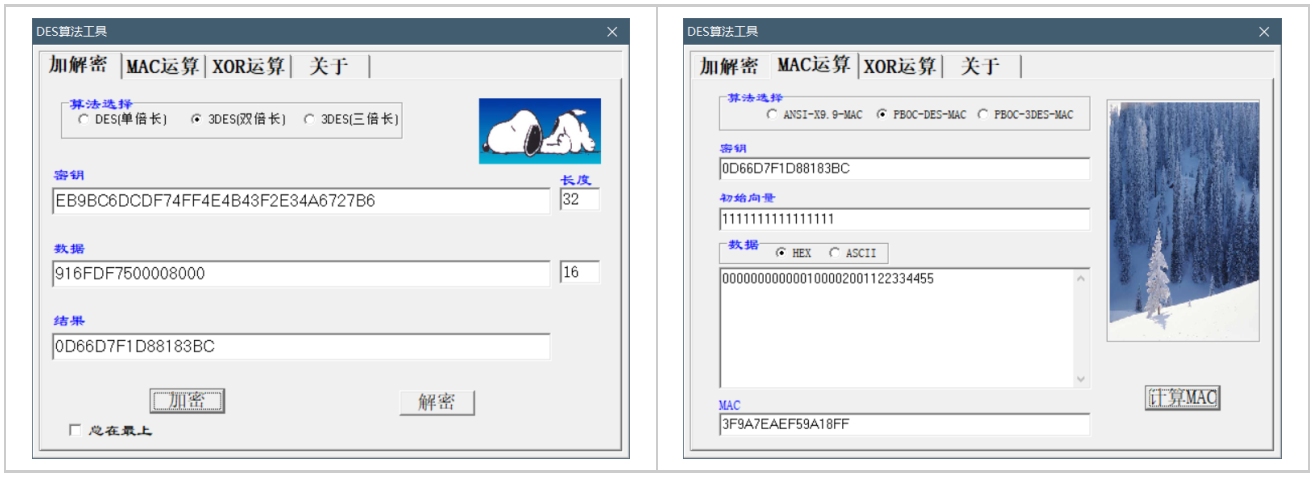 DES算法工具
加解密 MAC运算 XOR运算 关于
算法选择
DES(单倍长) 3DES(双倍长) 3DES(三倍长)
密钥
长度
EB9BC6DCDF74FF4E4B43F2E34A6727B6
32
数据
916FDF7500008000
16
结果
0D66D7F1D88183BC
加密 解密
总在最上
DES算法工具
加解密 MAC运算 XOR运算 关于
算法选择
ANSI-X9.9-MAC PBOC-DES-MAC PBOC-3DES-MAC
密钥
0D66D7F1D88183BC
初始向量
1111111111111111
数据 HEX ASCII
0000000000000100002001122334455
计算MAC
MAC
3F9A7EAEF59A18FF